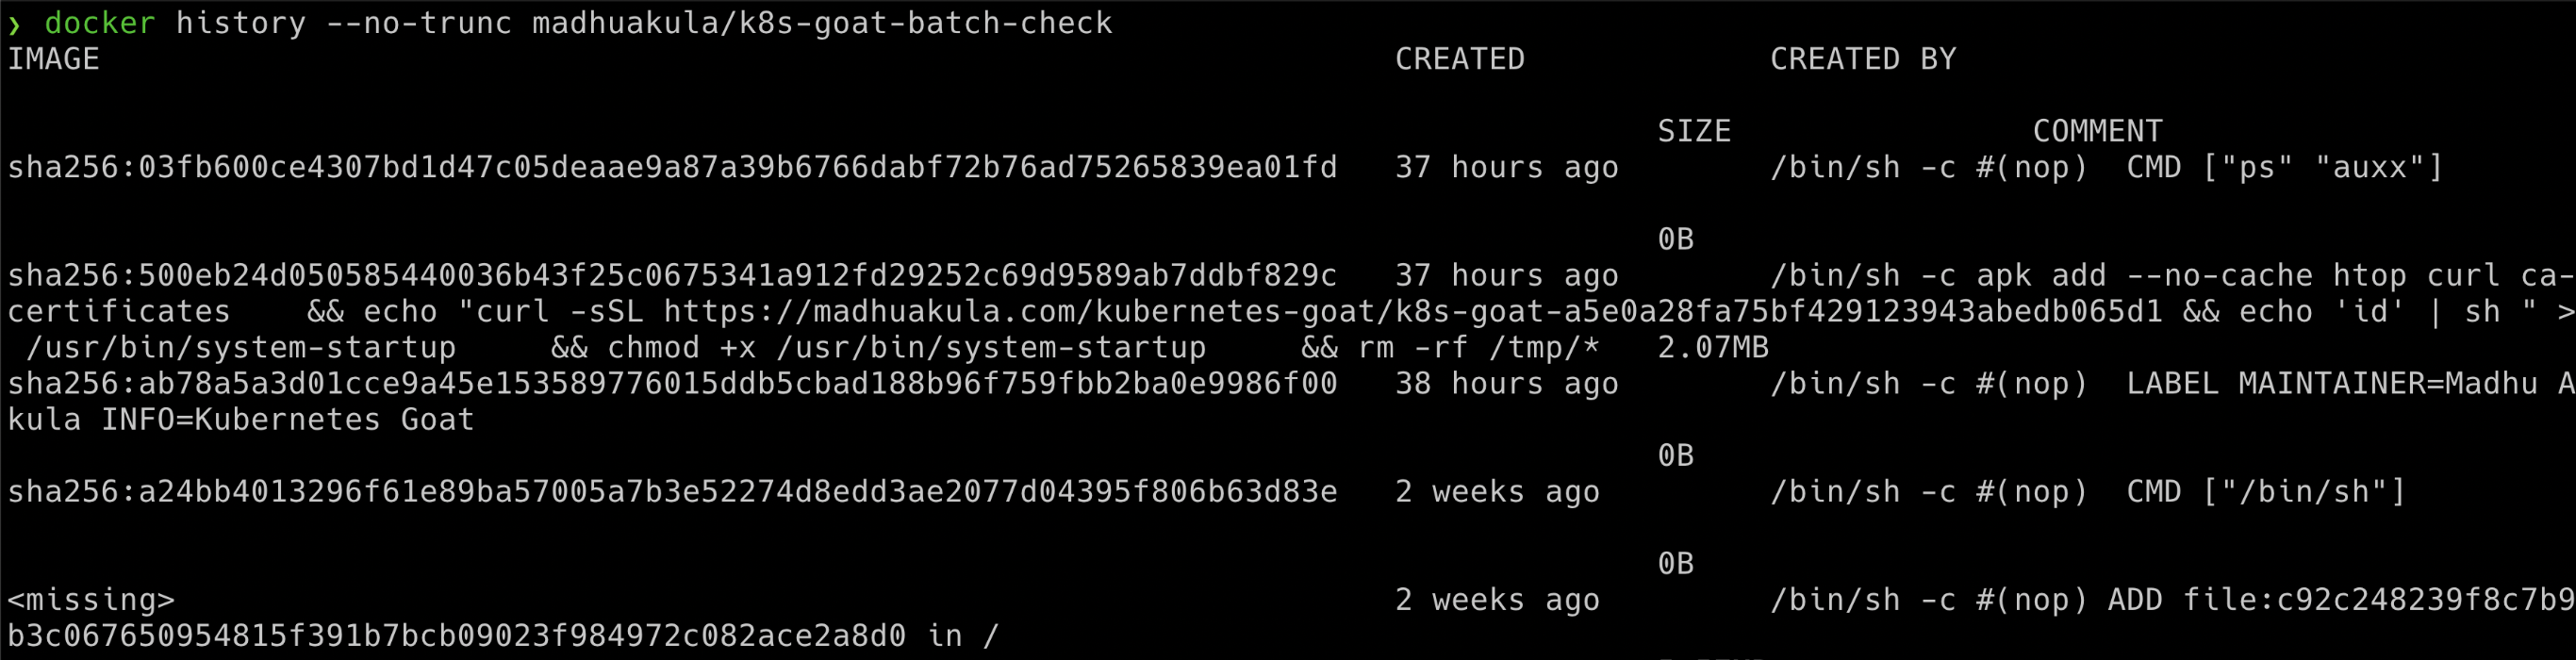 ❯ docker history --no-trunc madhuakula/k8s-goat-batch-check
IMAGE CREATED CREATED BY
SIZE COMMENT
sha256:03fb600ce4307bd1d47c05deaae9a87a39b6766dabf72b76ad75265839ea01fd 37 hours ago /bin/sh -c #(nop)  CMD ["ps" "auxx"]
0B
sha256:500eb24d050585440036b43f25c0675341a912fd29252c69d9589ab7ddbf829c 37 hours ago /bin/sh -c apk add --no-cache htop curl ca-
certificates    && echo "curl -sSL https://madhuakula.com/kubernetes-goat/k8s-goat-a5e0a28fa75bf429123943abedb065d1 && echo 'id' | sh " >
/usr/bin/system-startup     && chmod +x /usr/bin/system-startup     && rm -rf /tmp/* 2.07MB
sha256:ab78a5a3d01cce9a45e153589776015ddb5cbad188b96f759fbb2ba0e9986f00 38 hours ago /bin/sh -c #(nop)  LABEL MAINTAINER=Madhu A
kula INFO=Kubernetes Goat
0B
sha256:a24bb4013296f61e89ba57005a7b3e52274d8edd3ae2077d04395f806b63d83e 2 weeks ago /bin/sh -c #(nop)  CMD ["/bin/sh"]
0B
<missing> 2 weeks ago /bin/sh -c #(nop) ADD file:c92c248239f8c7b9
b3c067650954815f391b7bcb09023f984972c082ace2a8d0 in /